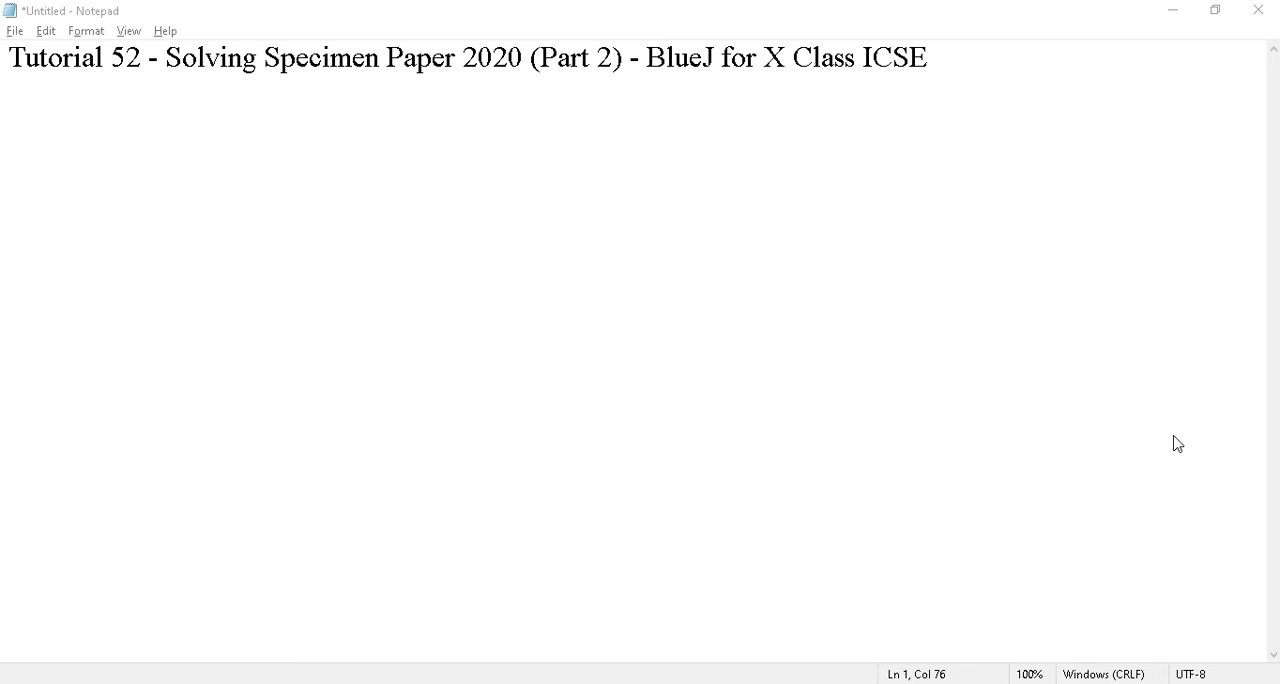 *Untitled - Notepad
File Edit Format View Help
Tutorial 52 - Solving Specimen Paper 2020 (Part 2) - BlueJ for X Class ICSE
Ln 1, Col 76 100% Windows (CRLF) UTF-8